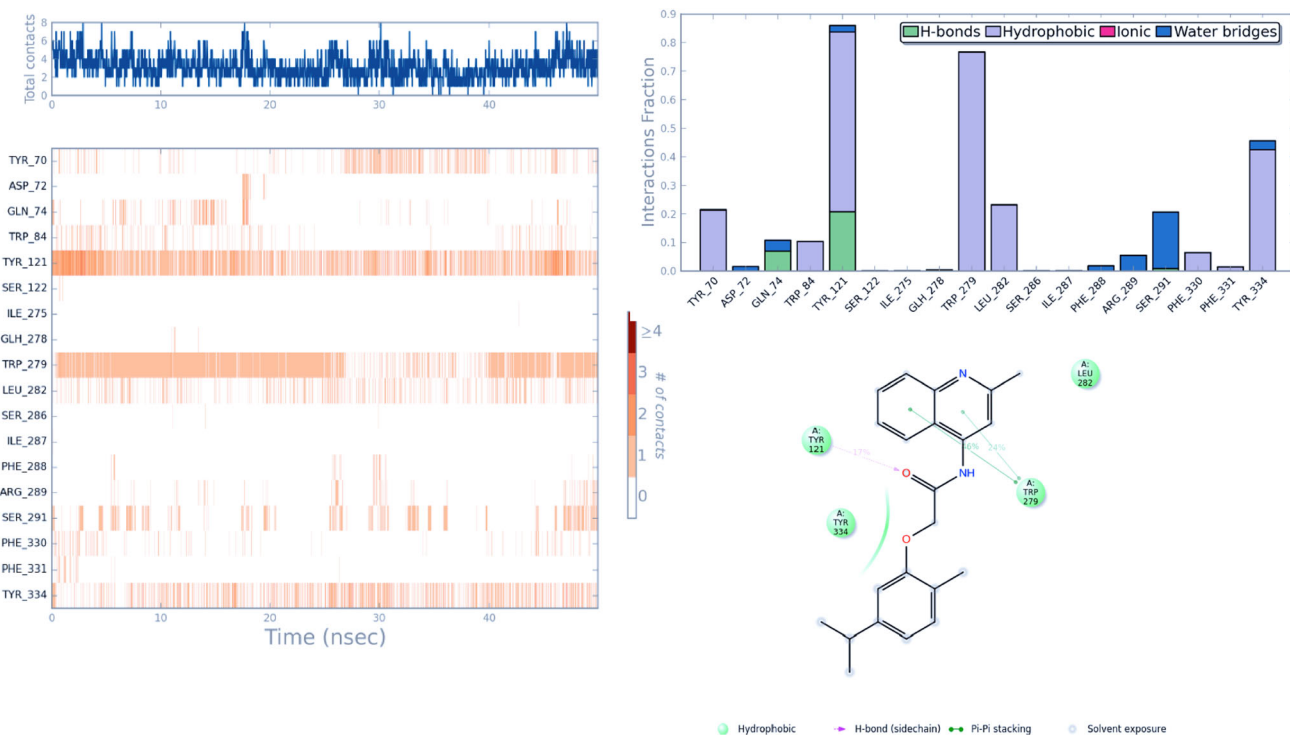 Total contacts
8
6
4
2
0
0
10
20
30
40
TYR_70
ASP_72
GLN_74
TRP_84
TYR_121
SER_122
ILE_275
GLH_278
TRP_279
LEU_282
SER_286
ILE_287
PHE_288
ARG_289
SER_291
PHE_330
PHE_331
TYR_334
0
10
20
30
40
Time (nsec)
≥4
3
2
1
0
# of contacts
Interactions Fraction
0.9
0.8
0.7
0.6
0.5
0.4
0.3
0.2
0.1
0.0
H-bonds
Hydrophobic
Ionic
Water bridges
TYR_70
ASP_72
GLN_74
TRP_84
TYR_121
SER_122
ILE_275
GLH_278
TRP_279
LEU_282
SER_286
ILE_287
PHE_288
ARG_289
SER_291
PHE_330
PHE_331
TYR_334
N
A:
LEU
282
A:
TYR
121
17%
24%
O
NH
A:
TRP
279
A:
TYR
334
O
Hydrophobic
H-bond (sidechain)
Pi-Pi stacking
Solvent exposure